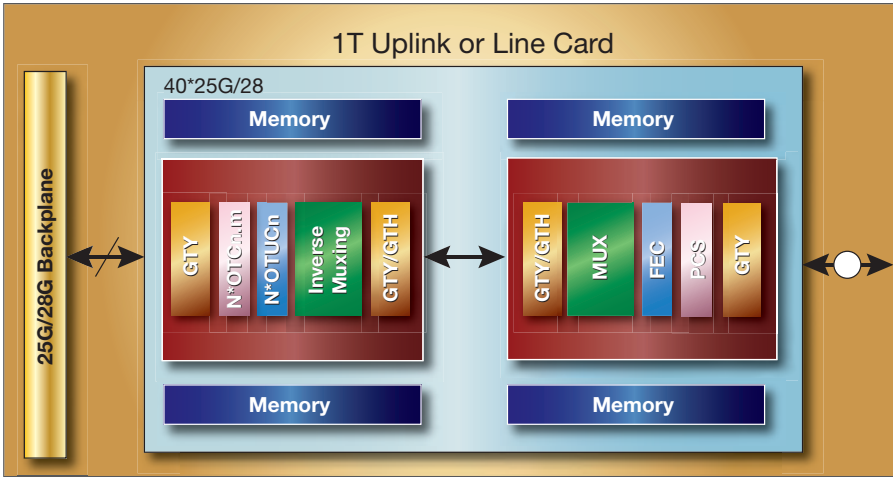 1T Uplink or Line Card
40*25G/28
Memory
Memory
25G/28G Backplane
GTY
N*OTCn.m
N*OTUCn
Inverse
Muxing
GTY/GTH
GTY/GTH
MUX
FEC
PCS
GTY
Memory
Memory